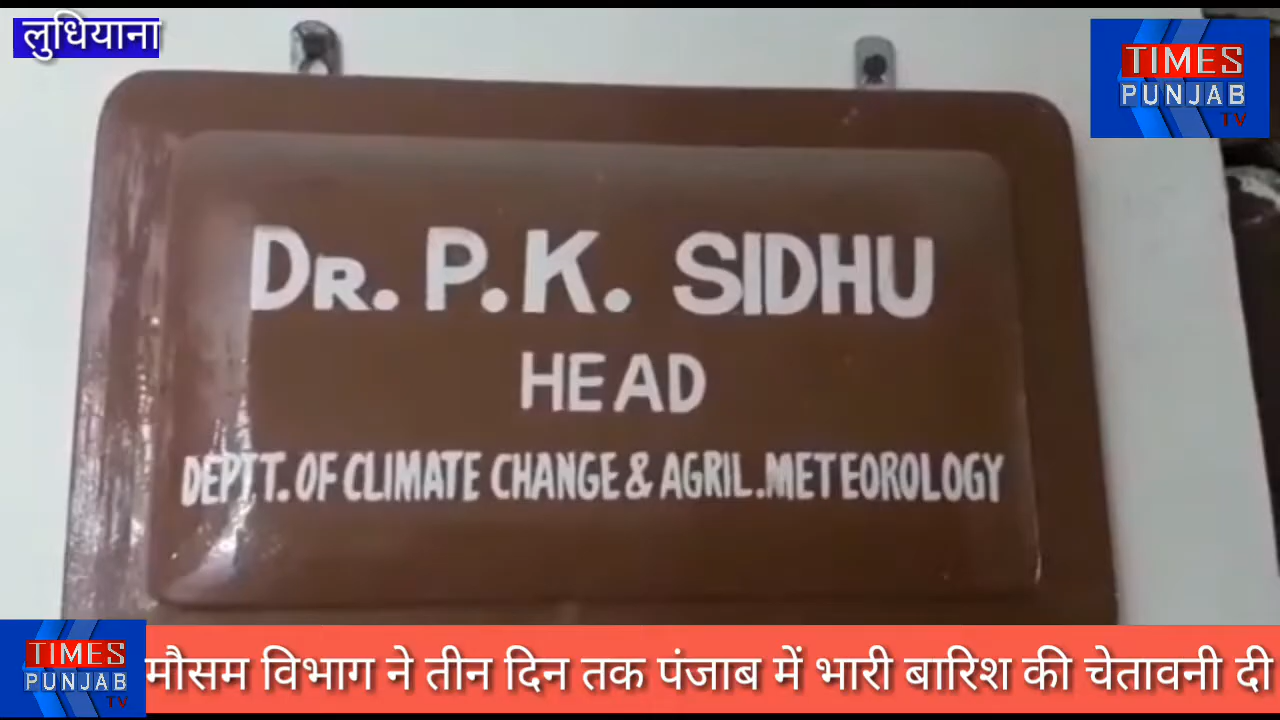 लुधियाना
TIMES
PUNJAB
TV
DR. P.K. SIDHU
HEAD
DEPTT. OF CLIMATE CHANGE & AGRIL. METEOROLOGY
TIMES
PUNJAB
TV
मौसम विभाग ने तीन दिन तक पंजाब में भारी बारिश की चेतावनी दी